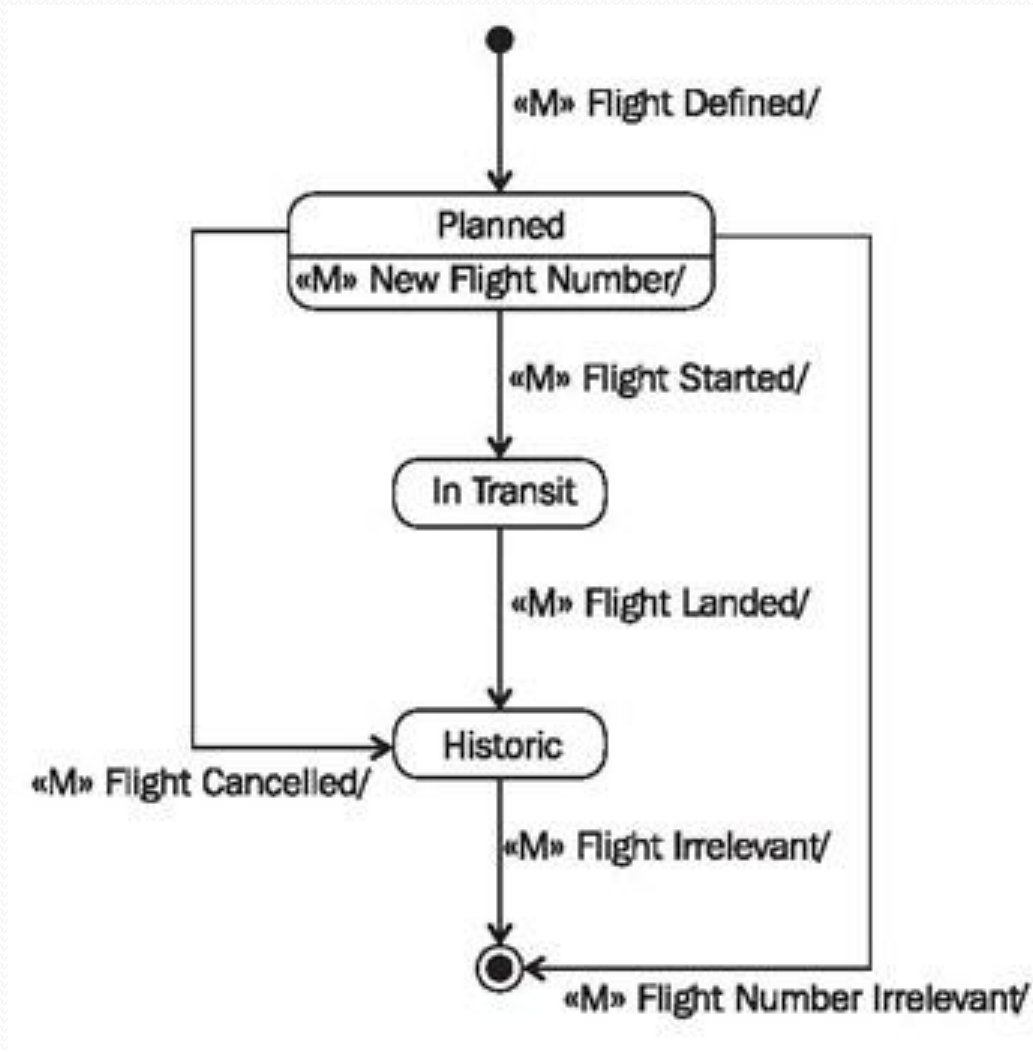 «M» Flight Defined/
Planned
«M» New Flight Number/
«M» Flight Started/
In Transit
«M» Flight Landed/
Historic
«M» Flight Cancelled/
«M» Flight Irrelevant/
«M» Flight Number Irrelevant/